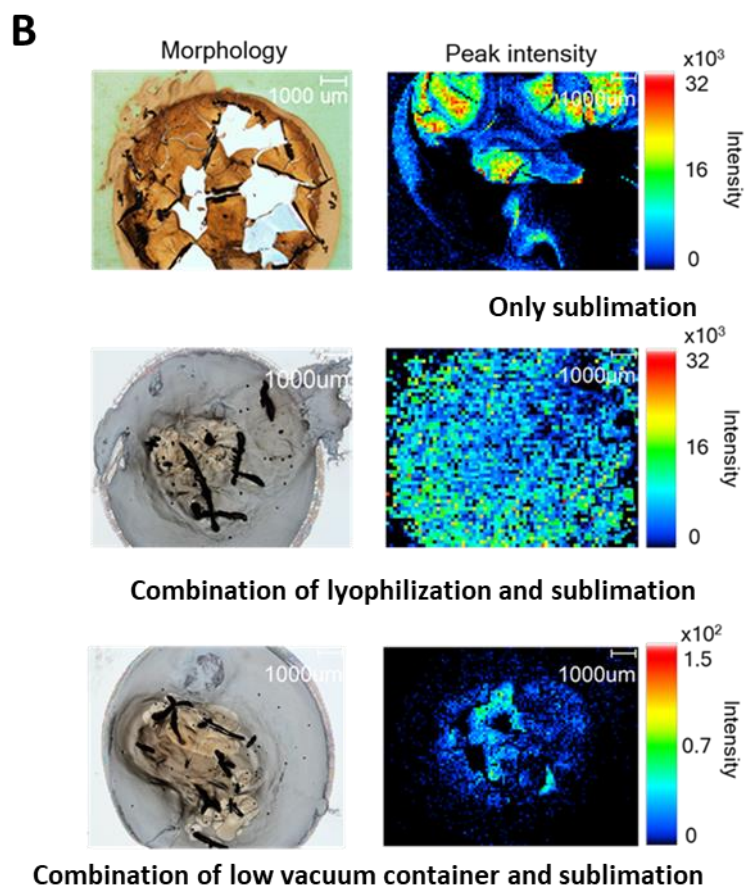 B
Morphology
Peak intensity
1000 um
1000um
x10³
32
16
0
Intensity
Only sublimation
1000um
1000um
x10³
32
16
0
Intensity
Combination of lyophilization and sublimation
1000um
1000um
x10²
1.5
0.7
0
Intensity
Combination of low vacuum container and sublimation